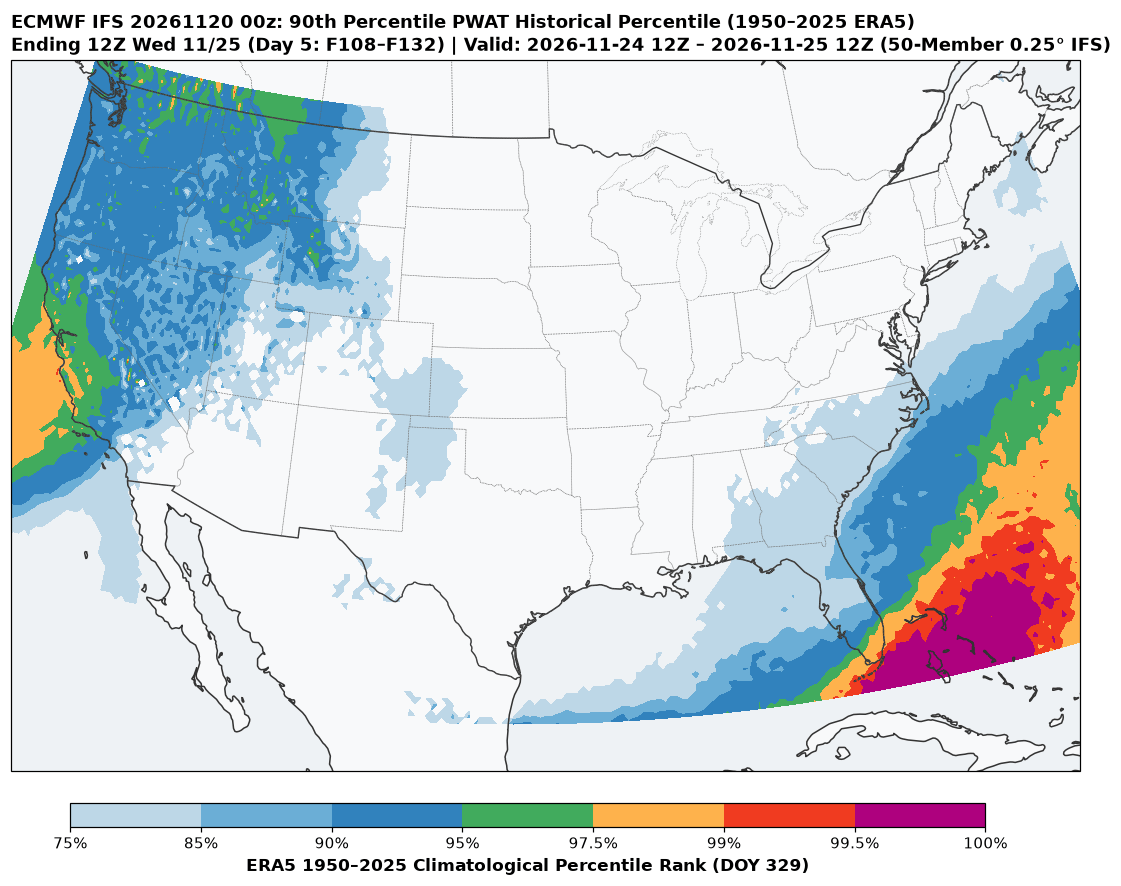 ECMWF IFS 20261120 00z: 90th Percentile PWAT Historical Percentile (1950–2025 ERA5)
Ending 12Z Wed 11/25 (Day 5: F108–F132) | Valid: 2026-11-24 12Z – 2026-11-25 12Z (50-Member 0.25° IFS)
75% 85% 90% 95% 97.5% 99% 99.5% 100%
ERA5 1950–2025 Climatological Percentile Rank (DOY 329)